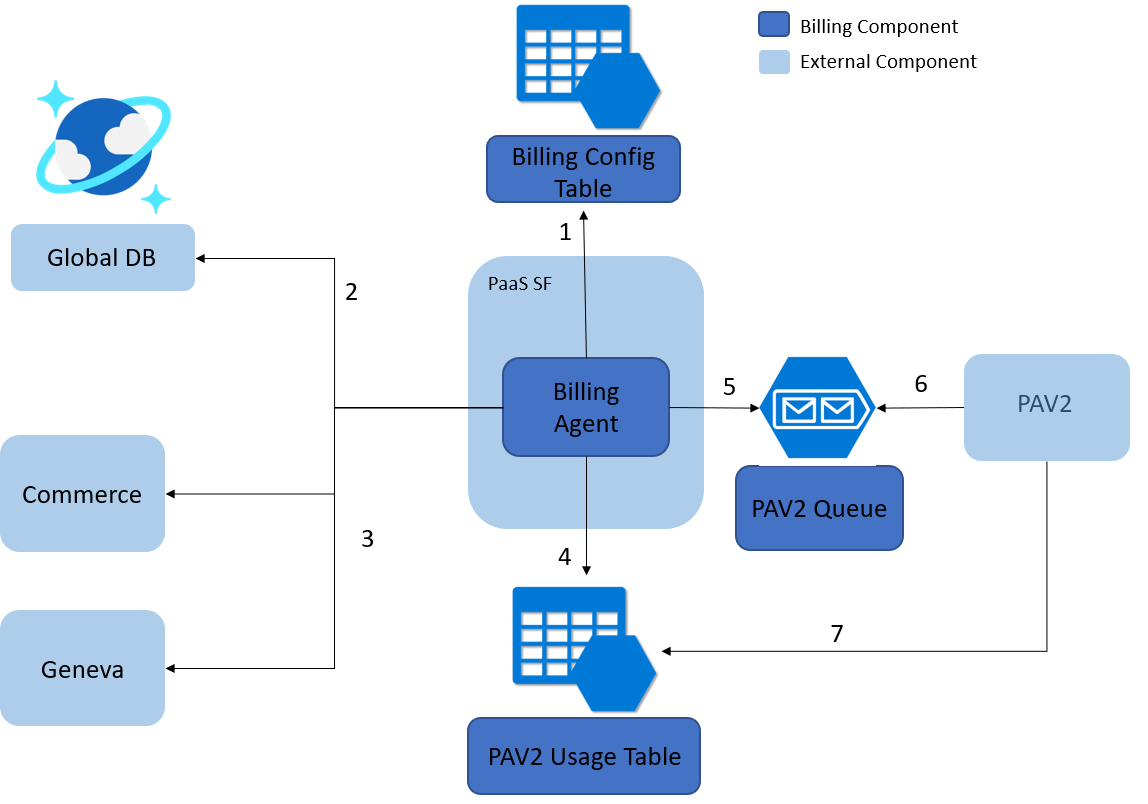 Billing Component
External Component
Billing Config
Table
1
PaaS SF
Global DB
2
Billing
Agent
5
6
PAV2
Commerce
PAV2 Queue
3
4
7
Geneva
PAV2 Usage Table